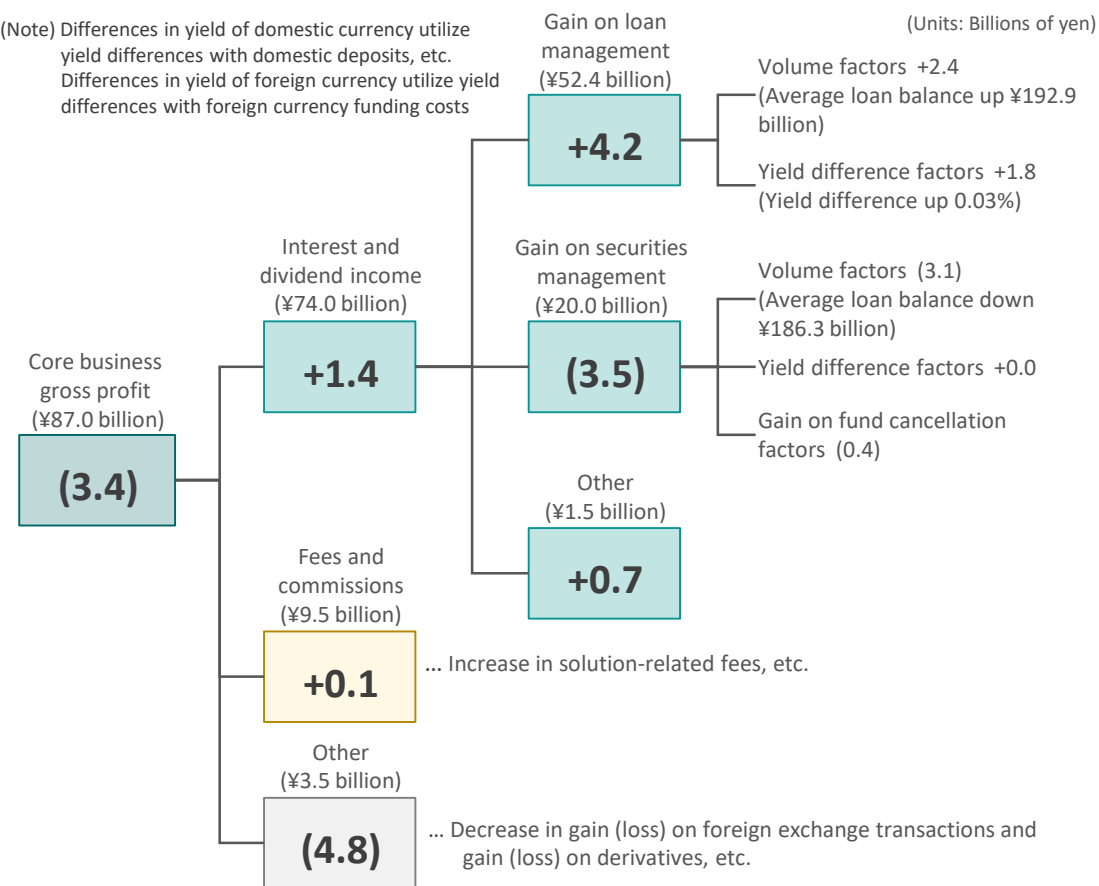 (Note) Differences in yield of domestic currency utilize
yield differences with domestic deposits, etc.
Differences in yield of foreign currency utilize yield
differences with foreign currency funding costs
(Units: Billions of yen)
Gain on loan
management
(¥52.4 billion)
+4.2
Volume factors +2.4
(Average loan balance up ¥192.9
billion)
Yield difference factors +1.8
(Yield difference up 0.03%)
Interest and
dividend income
(¥74.0 billion)
+1.4
Gain on securities
management
(¥20.0 billion)
(3.5)
Volume factors (3.1)
(Average loan balance down
¥186.3 billion)
Yield difference factors +0.0
Gain on fund cancellation
factors (0.4)
Core business
gross profit
(¥87.0 billion)
(3.4)
Other
(¥1.5 billion)
+0.7
Fees and
commissions
(¥9.5 billion)
+0.1
... Increase in solution-related fees, etc.
Other
(¥3.5 billion)
(4.8)
... Decrease in gain (loss) on foreign exchange transactions and
gain (loss) on derivatives, etc.